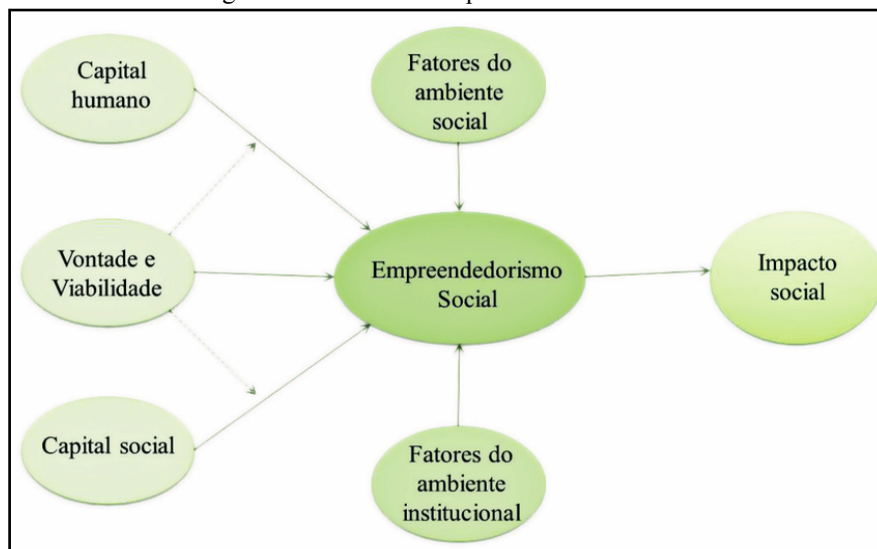 Capital
humano
Fatores do
ambiente
social
Vontade e
Viabilidade
Empreendedorismo
Social
Impacto
social
Capital social
Fatores do
ambiente
institucional